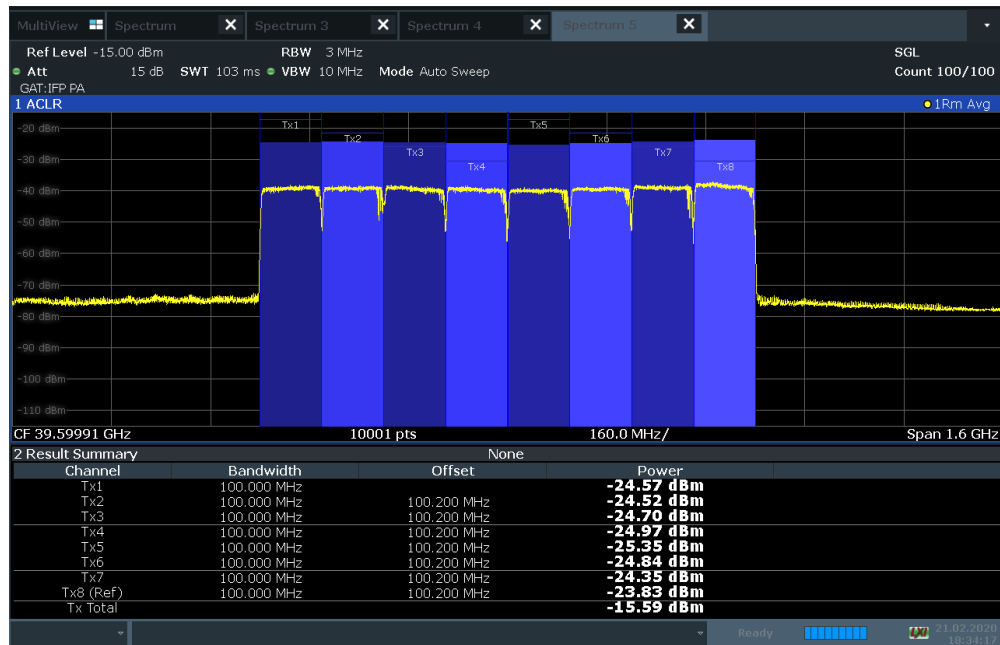 MultiView Spectrum X Spectrum 3 X Spectrum 4 X Spectrum 5 X
Ref Level -15.00 dBm RBW 3 MHz SGL
Att 15 dB SWT 103 ms VBW 10 MHz Mode Auto Sweep Count 100/100
GAT:IFP PA
1 ACLR 1Rm Avg
Tx1 Tx5
-20 dBm
Tx2 Tx6
Tx3 Tx7
-30 dBm
Tx4 Tx8
-40 dBm
-50 dBm
-60 dBm
-70 dBm
-80 dBm
-90 dBm
-100 dBm
-110 dBm
CF 39.59991 GHz 10001 pts 160.0 MHz/ Span 1.6 GHz
2 Result Summary None
Channel Bandwidth Offset Power
Tx1 100.000 MHz -24.57 dBm
Tx2 100.000 MHz 100.200 MHz -24.52 dBm
Tx3 100.000 MHz 100.200 MHz -24.70 dBm
Tx4 100.000 MHz 100.200 MHz -24.97 dBm
Tx5 100.000 MHz 100.200 MHz -25.35 dBm
Tx6 100.000 MHz 100.200 MHz -24.84 dBm
Tx7 100.000 MHz 100.200 MHz -24.35 dBm
Tx8 (Ref) 100.000 MHz 100.200 MHz -23.83 dBm
Tx Total -15.59 dBm
Ready LXI 21.02.2020
18:34:17